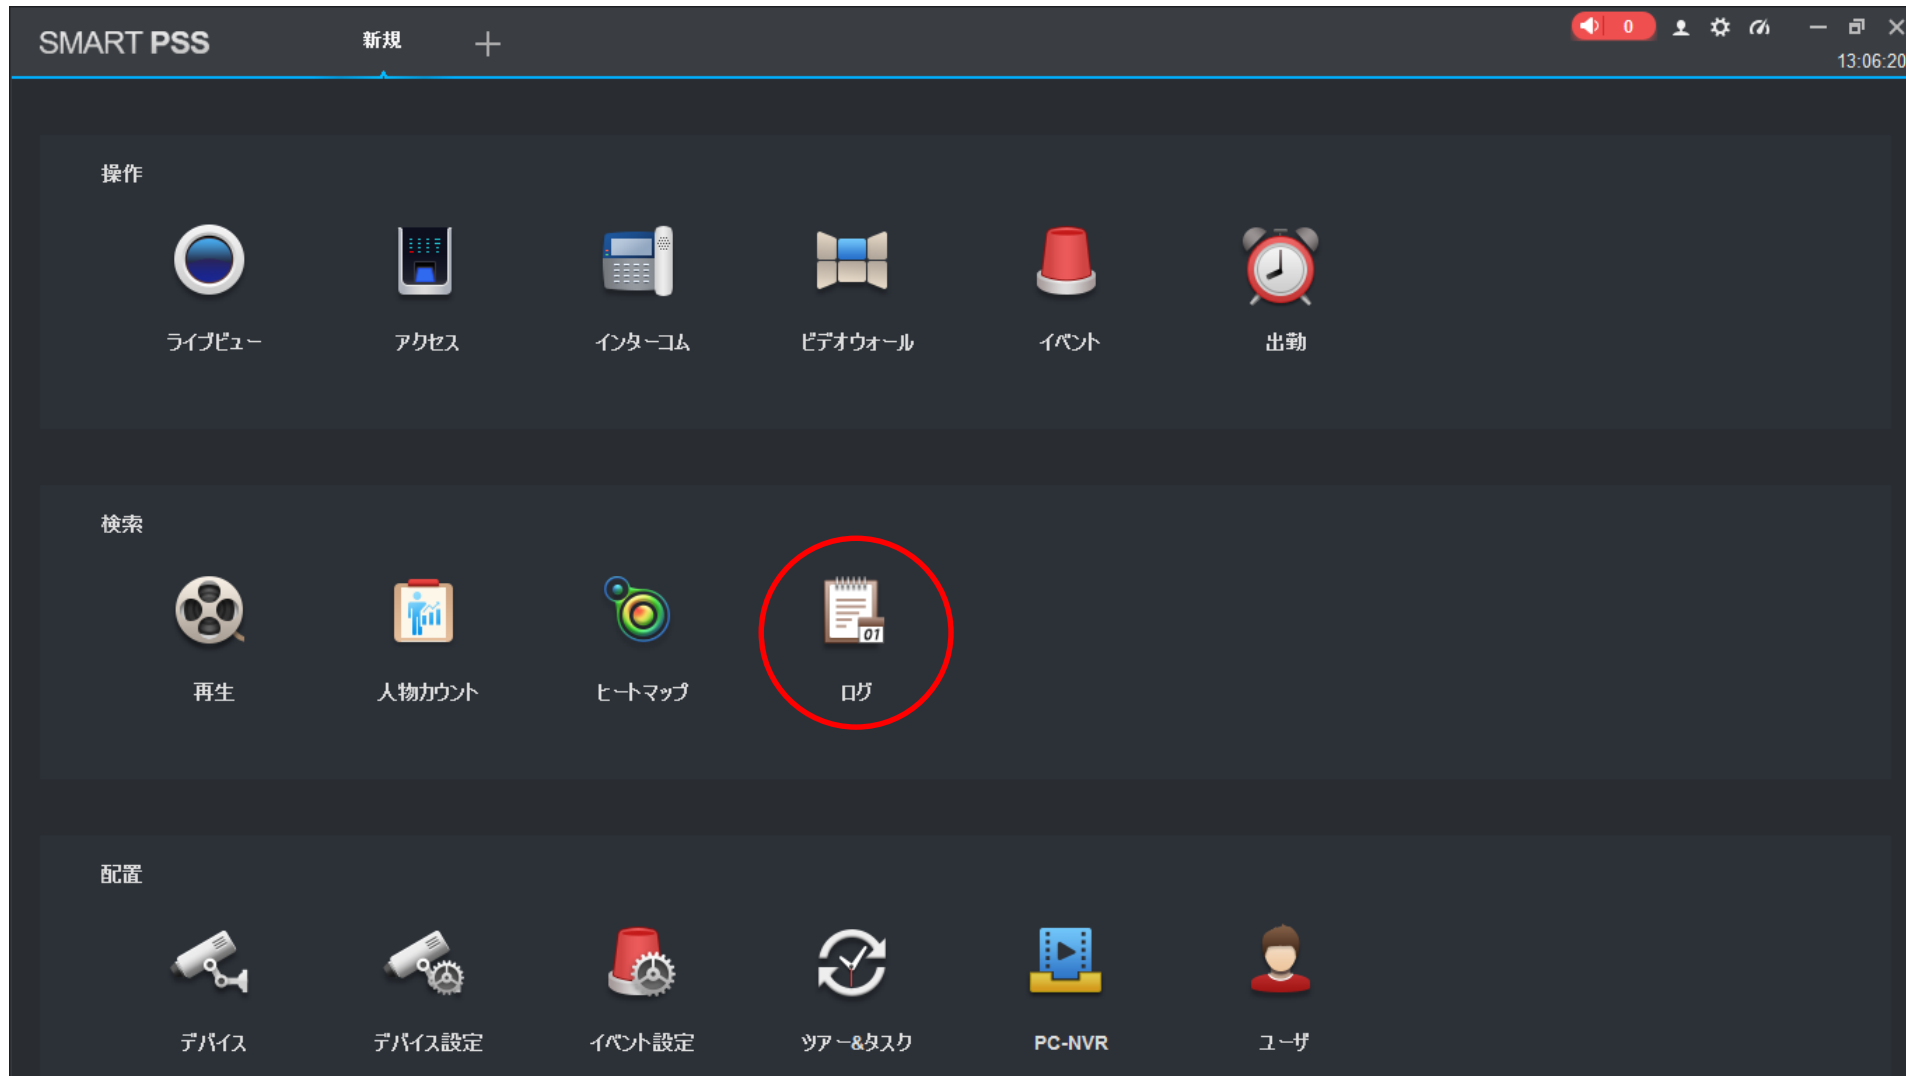 SMART PSS 新規 0
13:06:20
操作
ライブビュー アクセス インターコム ビデオウォール イベント 出勤
検索
01
再生 人物カウント ヒートマップ ログ
配置
デバイス デバイス設定 イベント設定 ツアー&タスク PC-NVR ユーザ